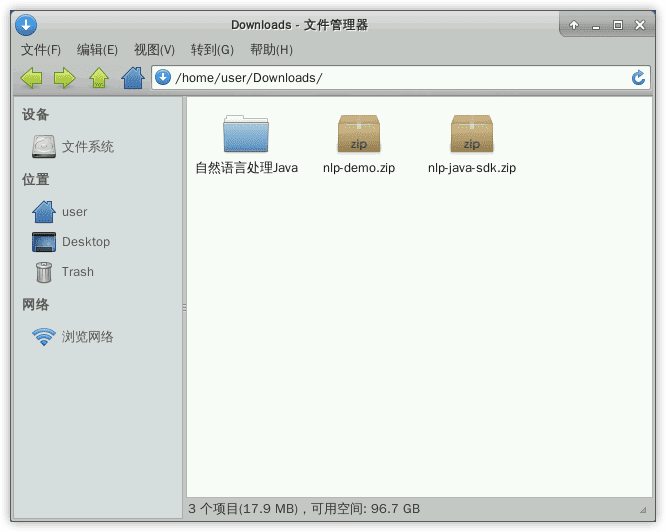 Downloads - 文件管理器
文件(F) 编辑(E) 视图(V) 转到(G) 帮助(H)
/home/user/Downloads/
设备
文件系统
位置
user
Desktop
Trash
网络
浏览网络
自然语言处理Java
zip
nlp-demo.zip
zip
nlp-java-sdk.zip
3 个项目(17.9 MB)，可用空间: 96.7 GB